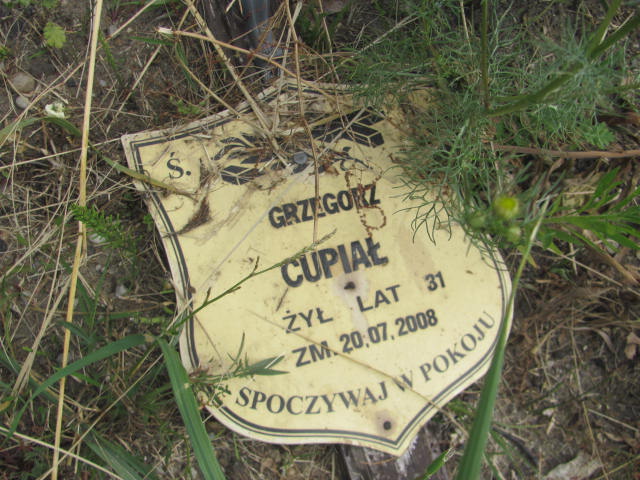 Ś.
GRZEGORZ
CUPIAŁ
ŻYŁ LAT 31
ZM. 20.07.2008
SPOCZYWAJ W POKOJU